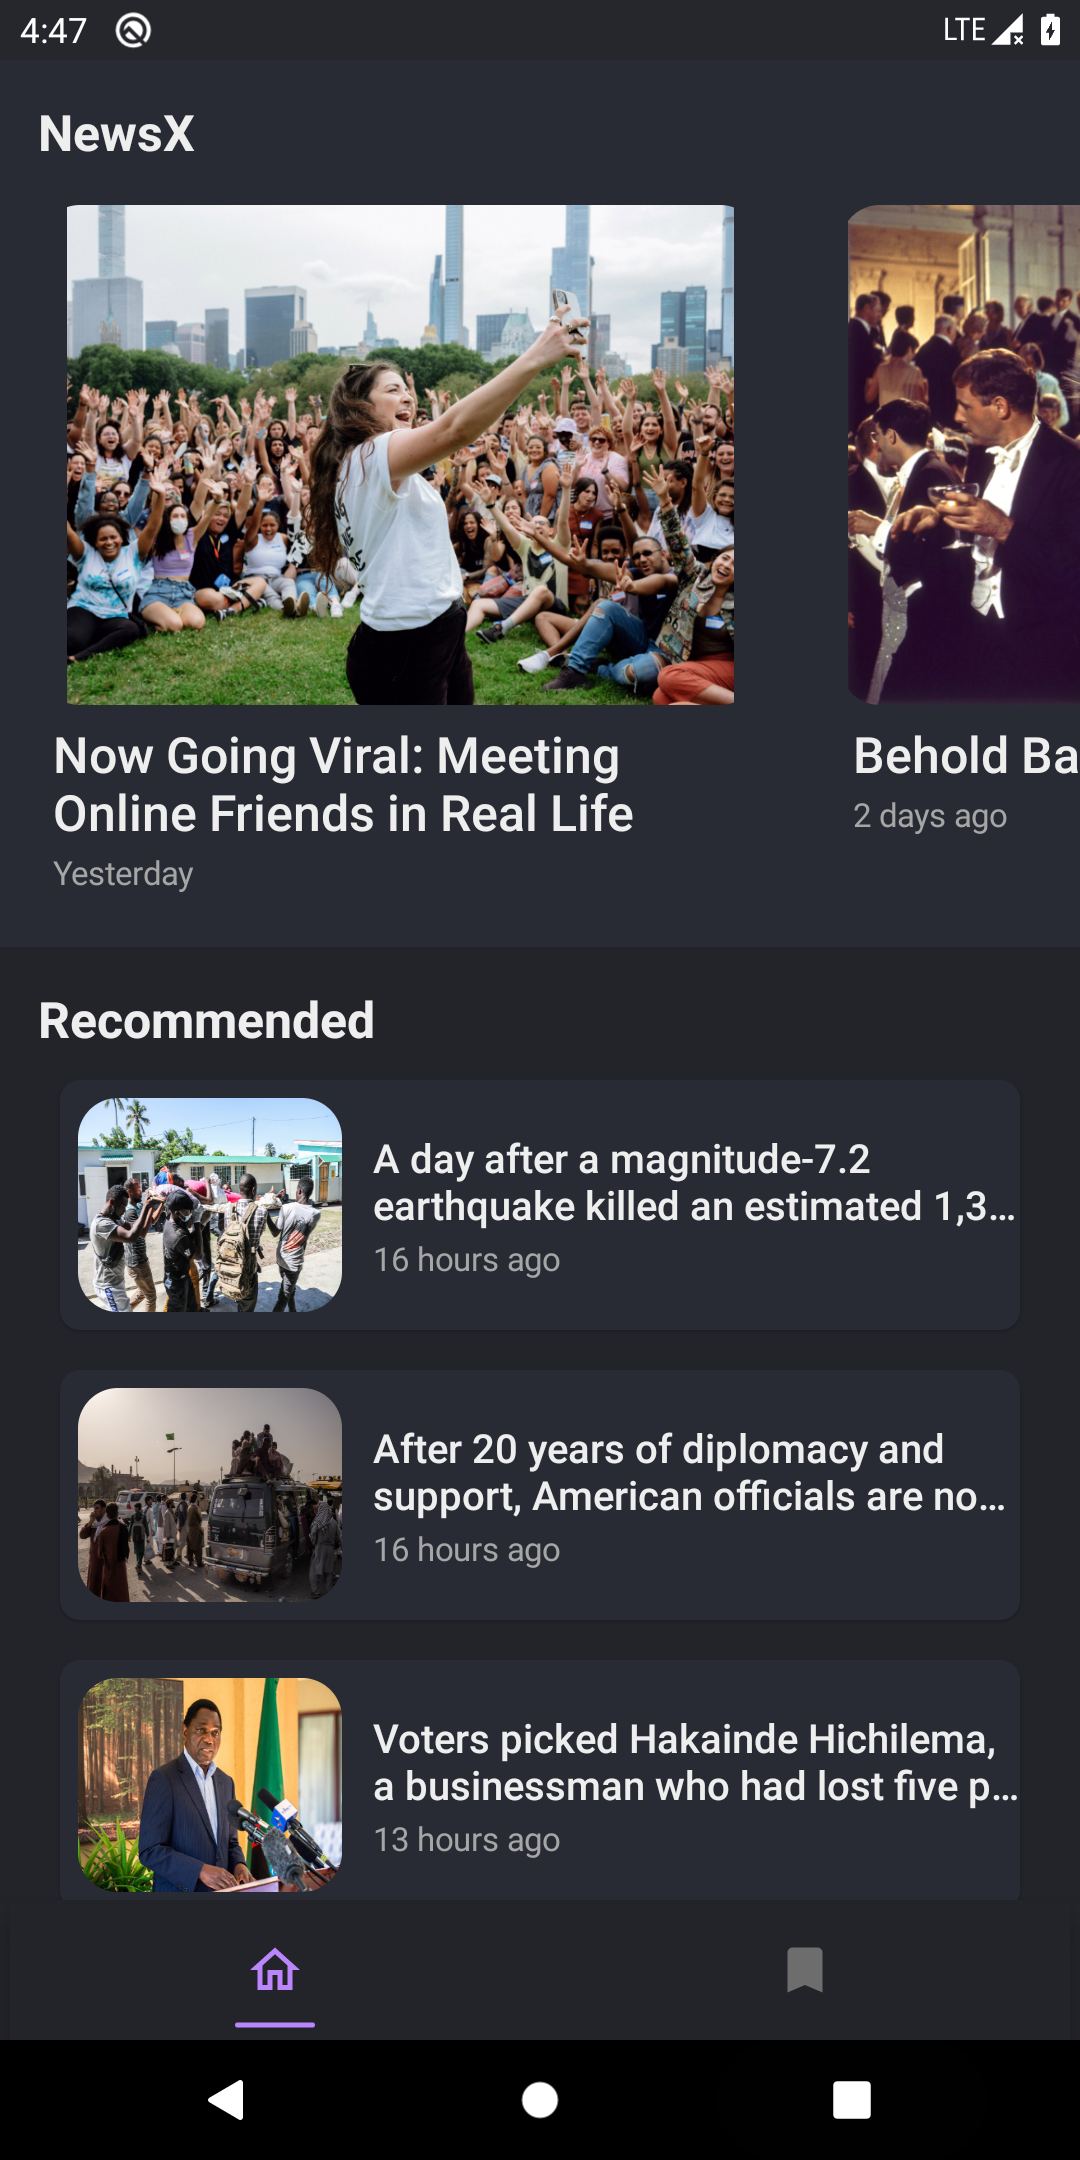 4:47
LTE
NewsX
Now Going Viral: Meeting
Online Friends in Real Life
Yesterday
Behold Ba
2 days ago
Recommended
A day after a magnitude-7.2
earthquake killed an estimated 1,3…
16 hours ago
After 20 years of diplomacy and
support, American officials are no…
16 hours ago
Voters picked Hakainde Hichilema,
a businessman who had lost five p…
13 hours ago